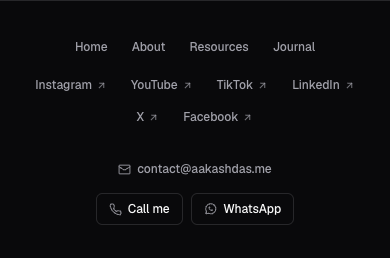 Home About Resources Journal
Instagram ↗ YouTube ↗ TikTok ↗ LinkedIn ↗
X ↗ Facebook ↗
contact@aakashdas.me
Call me WhatsApp